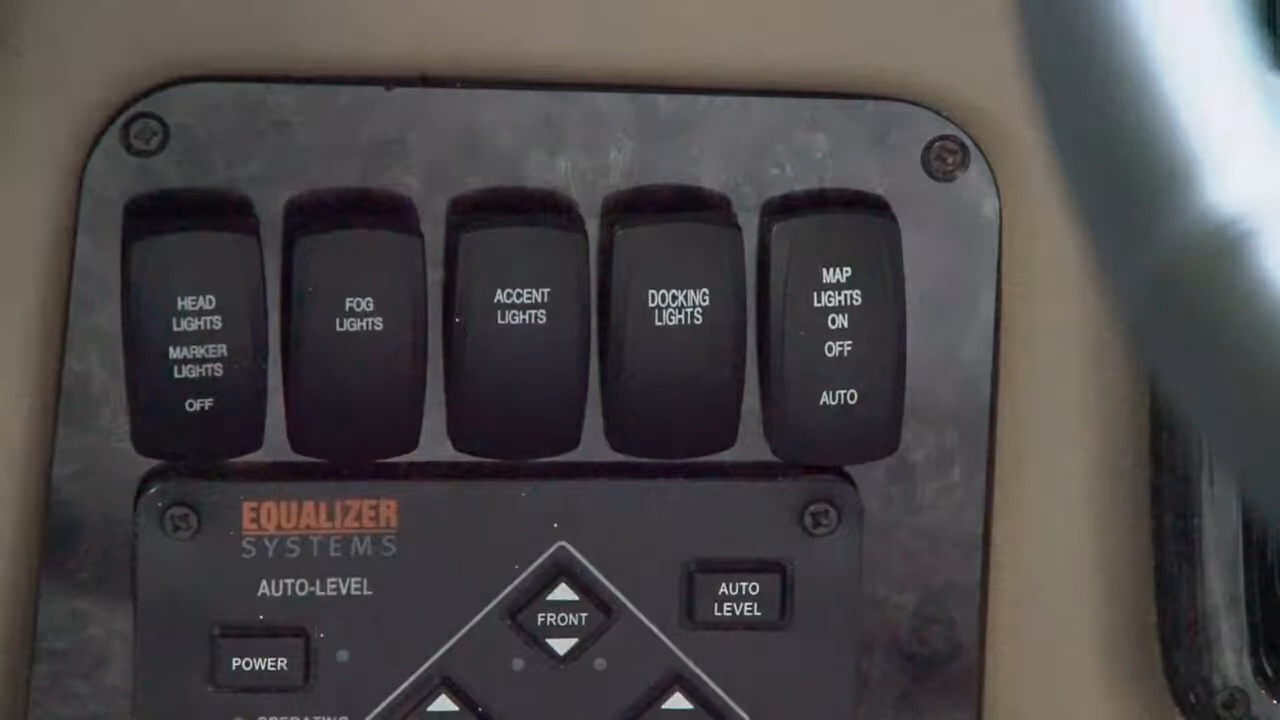 HEAD
LIGHTS
MARKER
LIGHTS
OFF
FOG
LIGHTS
ACCENT
LIGHTS
DOCKING
LIGHTS
MAP
LIGHTS
ON
OFF
AUTO
EQUALIZER
SYSTEMS
AUTO-LEVEL
POWER
FRONT
AUTO
LEVEL
OPERATING